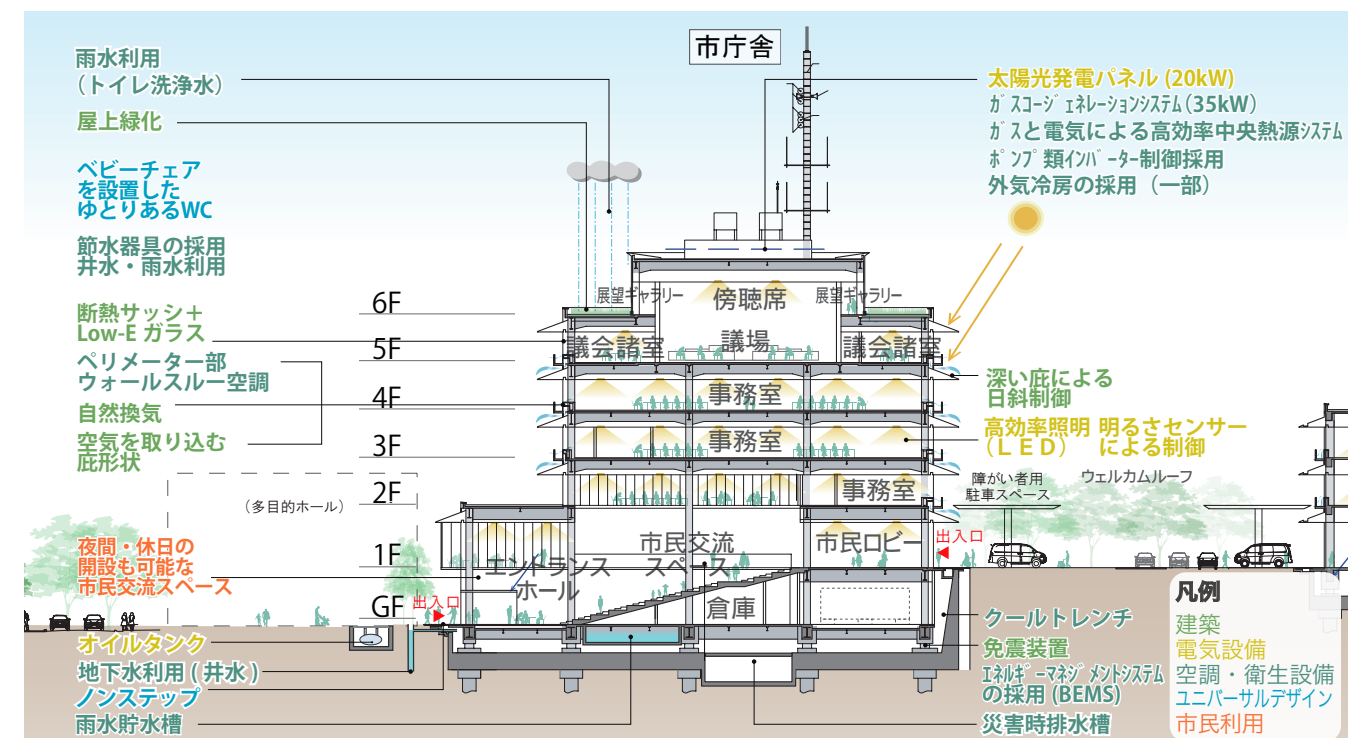 市庁舎
雨水利用
（トイレ洗浄水）
屋上緑化
ベビーチェア
を設置した
ゆとりあるWC
節水器具の採用
井水・雨水利用
断熱サッシ＋
Low-E ガラス
ペリメーター部
ウォールスルー空調
自然換気
空気を取り込む
庇形状
（多目的ホール）
夜間・休日の
開設も可能な
市民交流スペース
オイルタンク
地下水利用 ( 井水 )
ノンステップ
雨水貯水槽
6F
5F
4F
3F
2F
1F
GF
展望ギャラリー
傍聴席
展望ギャラリー
議会諸室
議場
議会諸室
事務室
事務室
事務室
市民交流
スペース
市民ロビー
エントランス
ホール
倉庫
出入口
出入口
太陽光発電パネル (20kW)
ｶﾞｽｺｰｼﾞｪﾈﾚｰｼｮﾝｼｽﾃﾑ(35kW)
ｶﾞｽと電気による高効率中央熱源ｼｽﾃﾑ
ﾎﾟﾝﾌﾟ類ｲﾝﾊﾞｰﾀｰ制御採用
外気冷房の採用（一部）
深い庇による
日斜制御
高効率照明 明るさセンサー
（ＬＥＤ） による制御
障がい者用
駐車スペース
ウェルカムルーフ
クールトレンチ
免震装置
ｴﾈﾙｷﾞｰﾏﾈｼﾞﾒﾝﾄｼｽﾃﾑ
の採用 (BEMS)
災害時排水槽
凡例
建築
電気設備
空調・衛生設備
ユニバーサルデザイン
市民利用